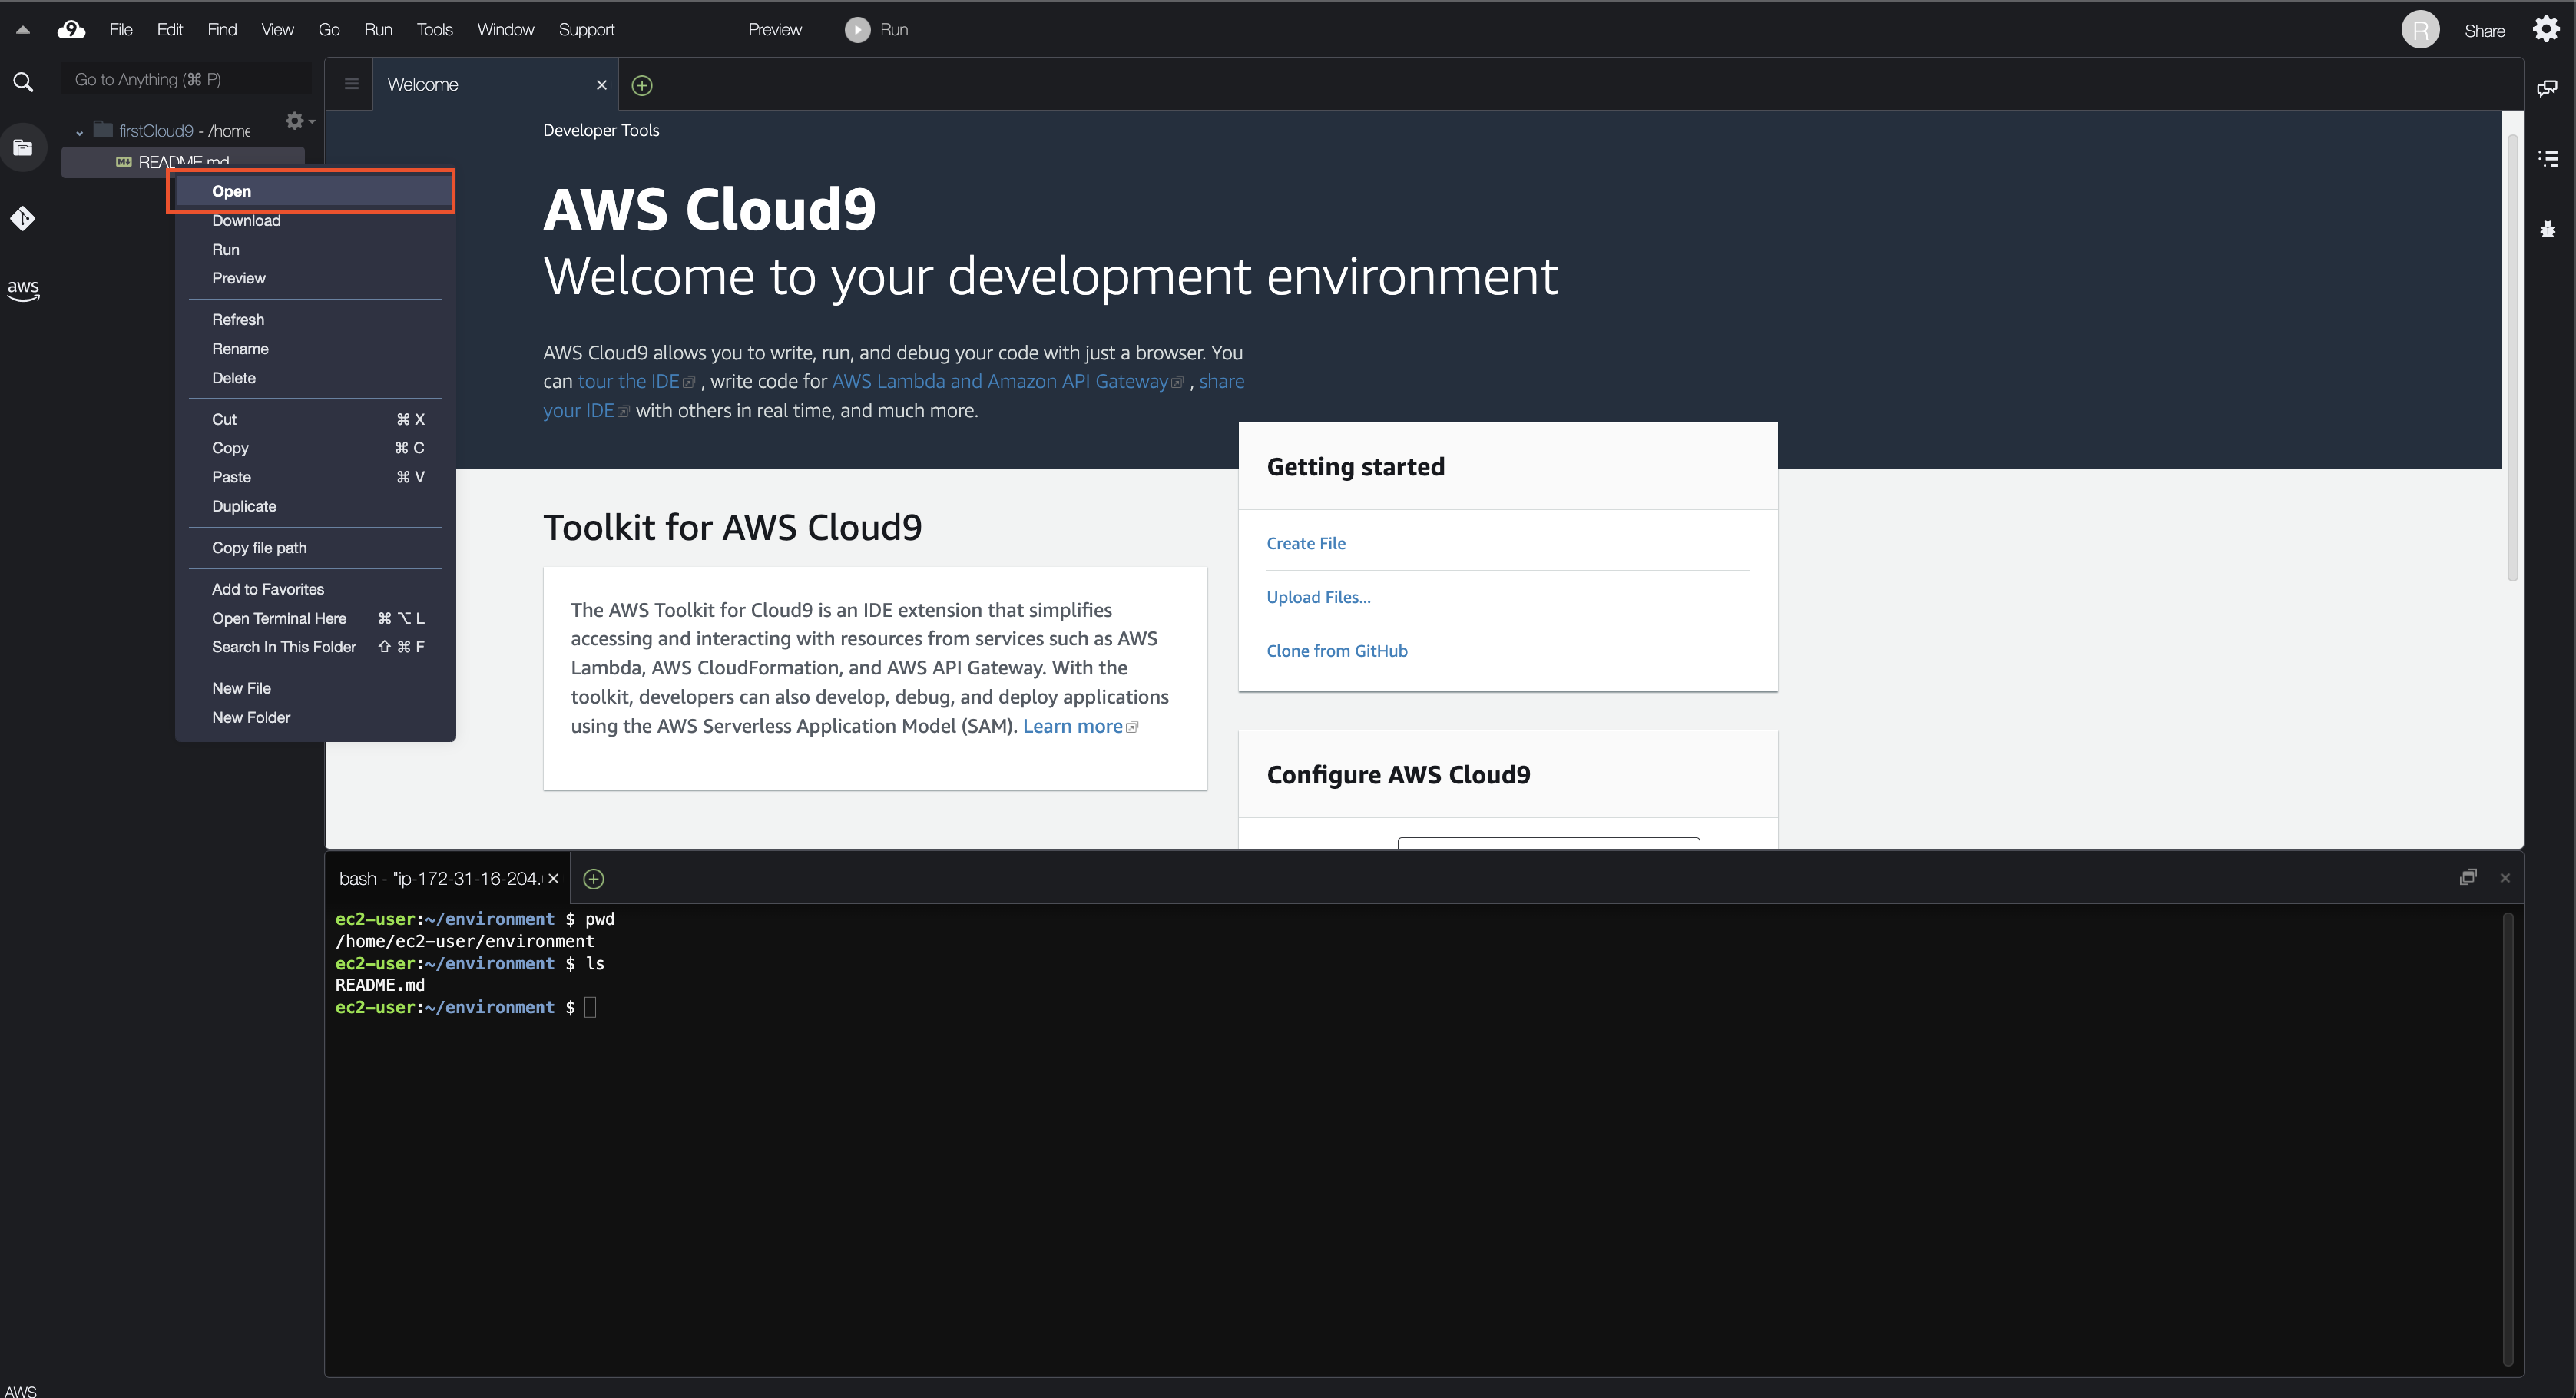 File Edit Find View Go Run Tools Window Support Preview Run R Share
Go to Anything (⌘ P)
firstCloud9 - /home
README.md
Open
Download
Run
Preview
Refresh
Rename
Delete
Cut ⌘ X
Copy ⌘ C
Paste ⌘ V
Duplicate
Copy file path
Add to Favorites
Open Terminal Here ⌘ ⌥ L
Search In This Folder ⇧ ⌘ F
New File
New Folder
aws
Welcome
Developer Tools
AWS Cloud9
Welcome to your development environment
AWS Cloud9 allows you to write, run, and debug your code with just a browser. You
can tour the IDE , write code for AWS Lambda and Amazon API Gateway , share
your IDE with others in real time, and much more.
Toolkit for AWS Cloud9
The AWS Toolkit for Cloud9 is an IDE extension that simplifies
accessing and interacting with resources from services such as AWS
Lambda, AWS CloudFormation, and AWS API Gateway. With the
toolkit, developers can also develop, debug, and deploy applications
using the AWS Serverless Application Model (SAM). Learn more
Getting started
Create File
Upload Files...
Clone from GitHub
Configure AWS Cloud9
bash - "ip-172-31-16-204.
ec2-user:~/environment $ pwd
/home/ec2-user/environment
ec2-user:~/environment $ ls
README.md
ec2-user:~/environment $
AWS